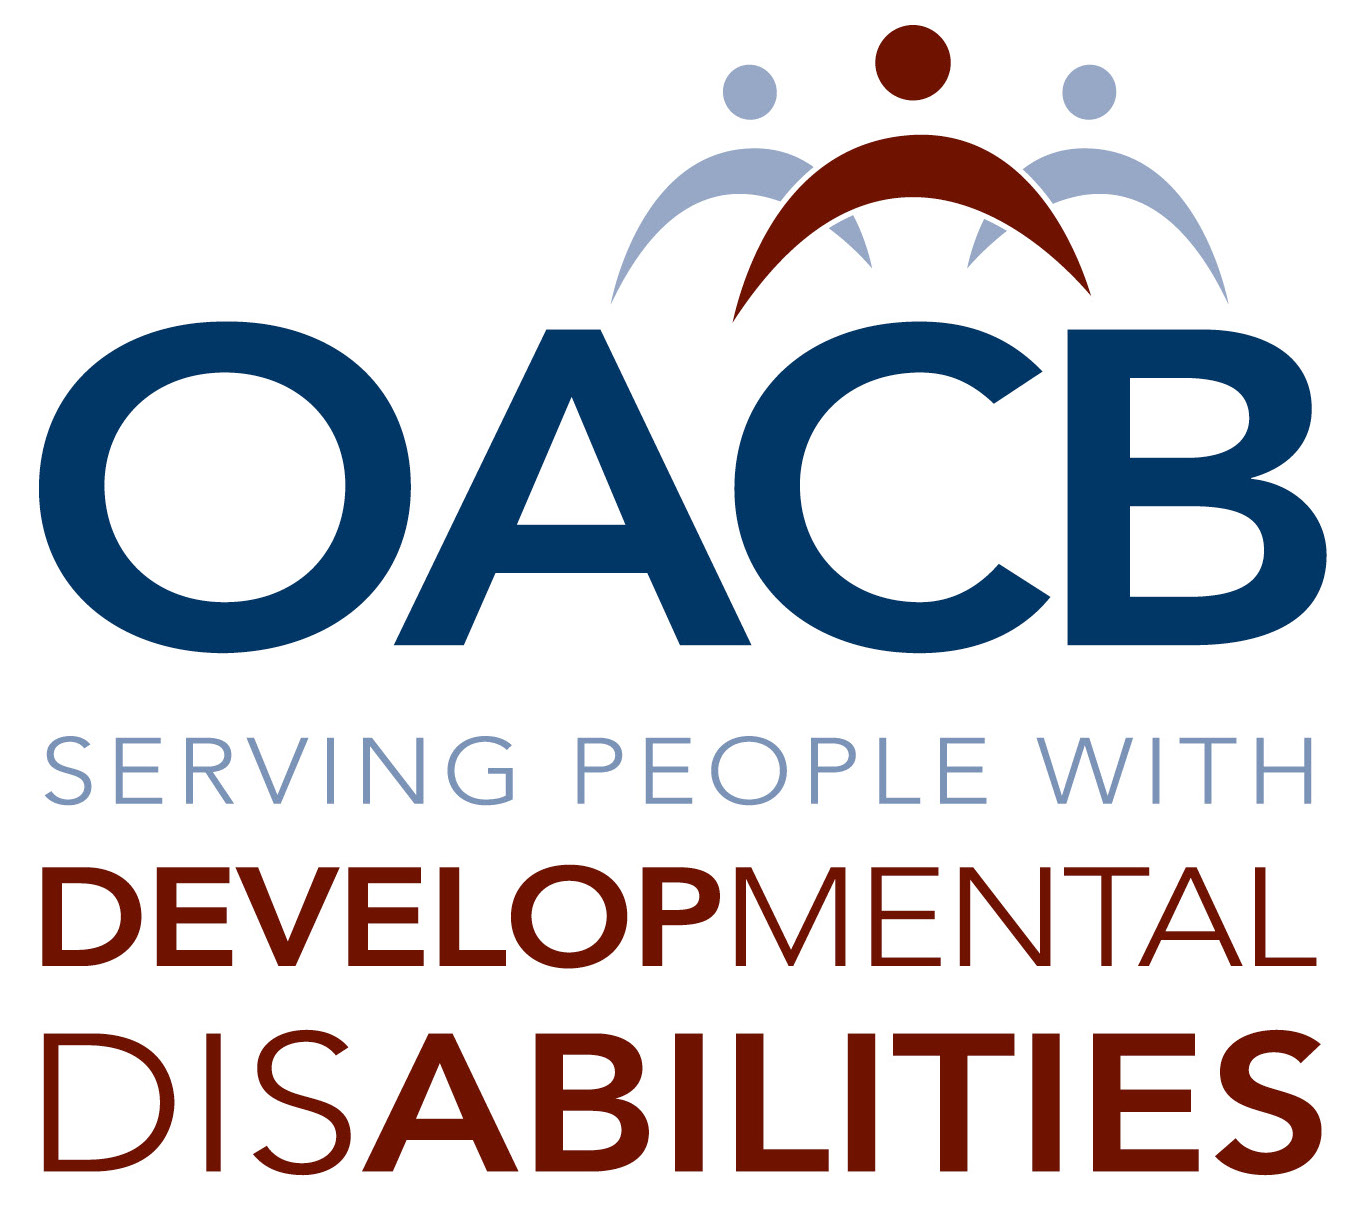 OACB
SERVING PEOPLE WITH
DEVELOPMENTAL
DISABILITIES